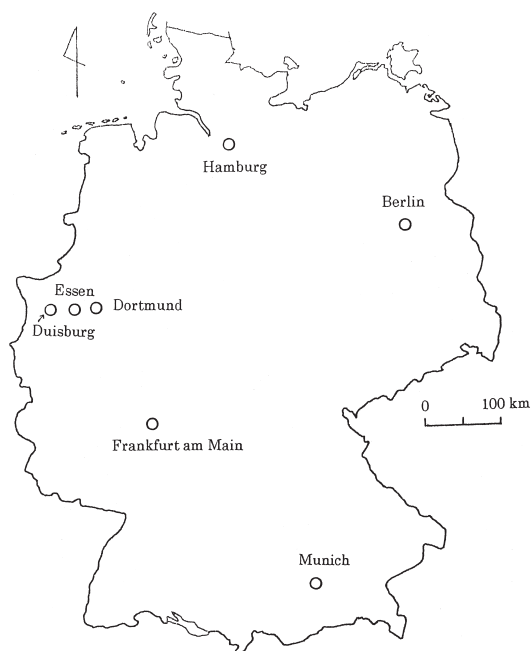 Hamburg
Berlin
Essen
Dortmund
Duisburg
0 100 km
Frankfurt am Main
Munich